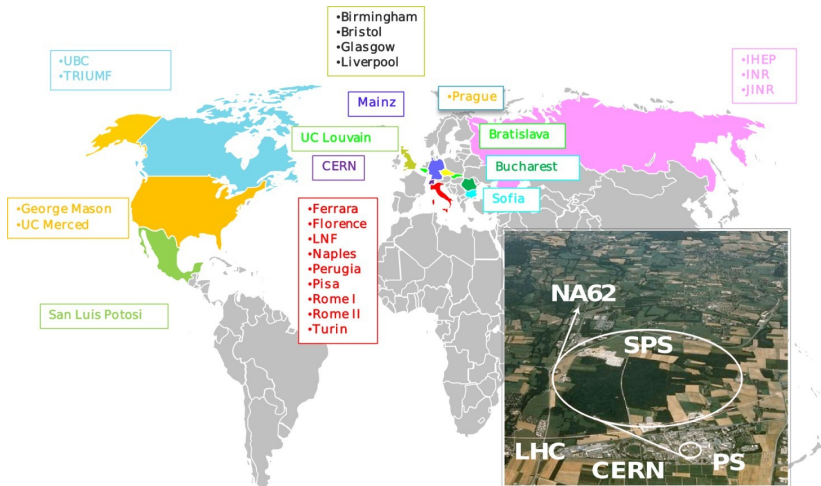 •Birmingham
•Bristol
•Glasgow
•Liverpool
•UBC
•TRIUMF
•IHEP
•INR
•JINR
Mainz
•Prague
UC Louvain
Bratislava
CERN
Bucharest
Sofia
•George Mason
•UC Merced
•Ferrara
•Florence
•LNF
•Naples
•Perugia
•Pisa
•Rome I
•Rome II
•Turin
San Luis Potosi
NA62
SPS
LHC
CERN
PS